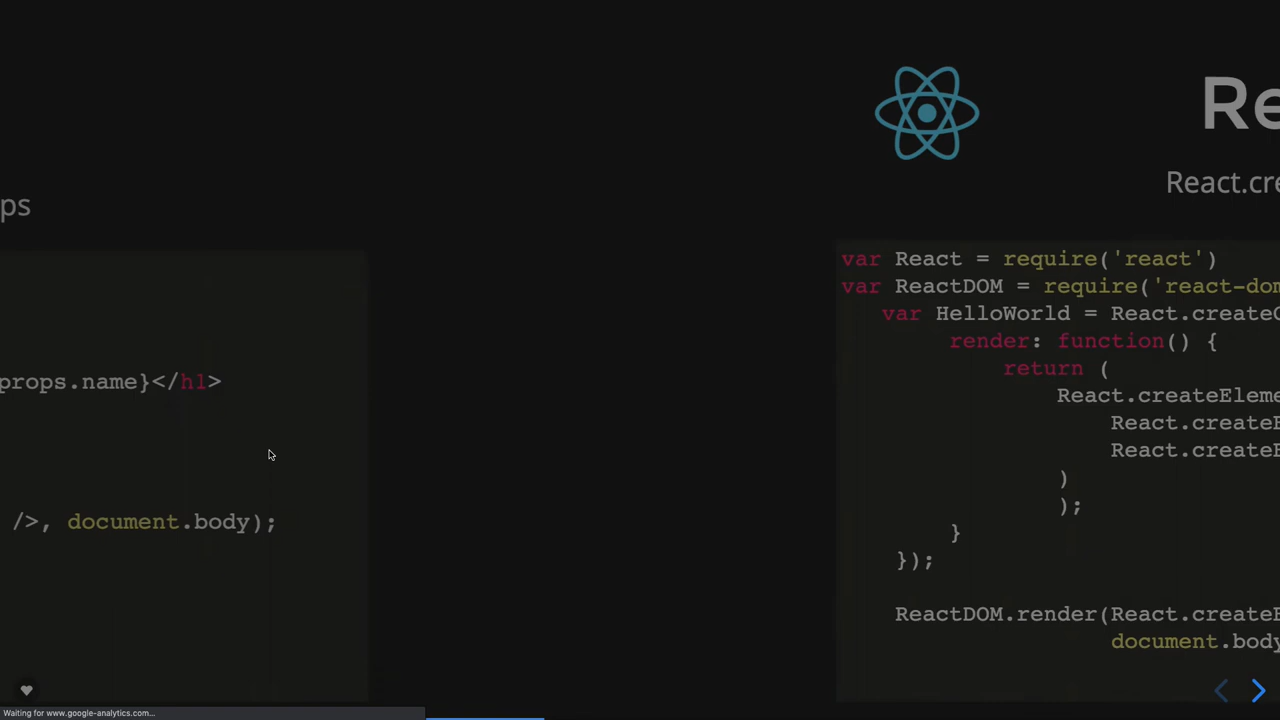 ps
props.name}</h1>
/>, document.body);
Re
React.cre
var React = require('react')
var ReactDOM = require('react-dom
var HelloWorld = React.createC
render: function() {
return (
React.createEleme
React.createE
React.createE
)
);
}
});
ReactDOM.render(React.createE
document.body
Waiting for www.google-analytics.com...